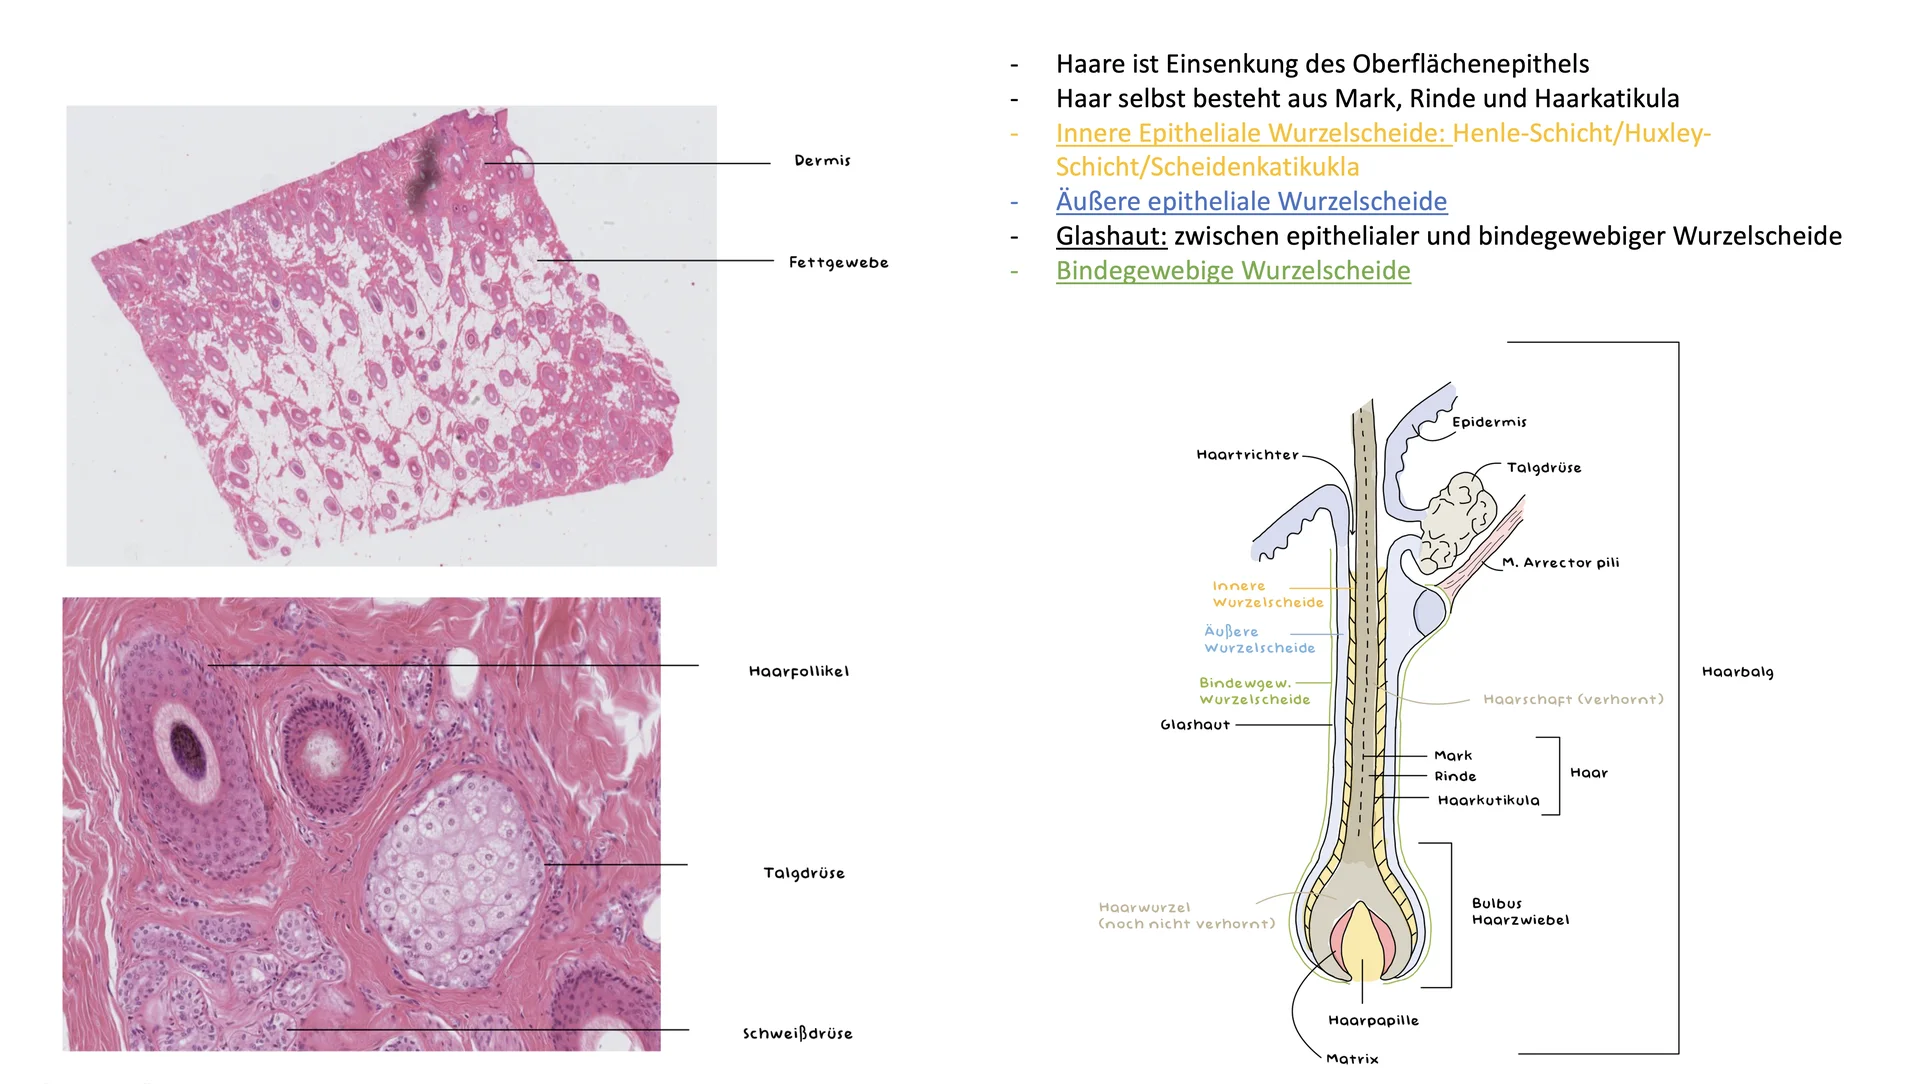 - Haare ist Einsenkung des Oberflächenepithels
- Haar selbst besteht aus Mark, Rinde und Haarkatikula
- Innere Epitheliale Wurzelscheide: Henle-Schicht/Huxley-
Schicht/Scheidenkatikukla
- Äußere epitheliale Wurzelscheide
- Glashaut: zwischen epithelialer und bindegewebiger Wurzelscheide
- Bindegewebige Wurzelscheide
Dermis
Fettgewebe
Haarfollikel
Talgdrüse
Schweißdrüse
Epidermis
Haartrichter
Talgdrüse
M. Arrector pili
Innere
Wurzelscheide
Äußere
Wurzelscheide
Bindewgew.
Wurzelscheide
Glashaut
Haarschaft (verhornt)
Haarbalg
Mark
Rinde
Haarkutikula
Haar
Haarwurzel
(noch nicht verhornt)
Bulbus
Haarzwiebel
Haarpapille
Matrix